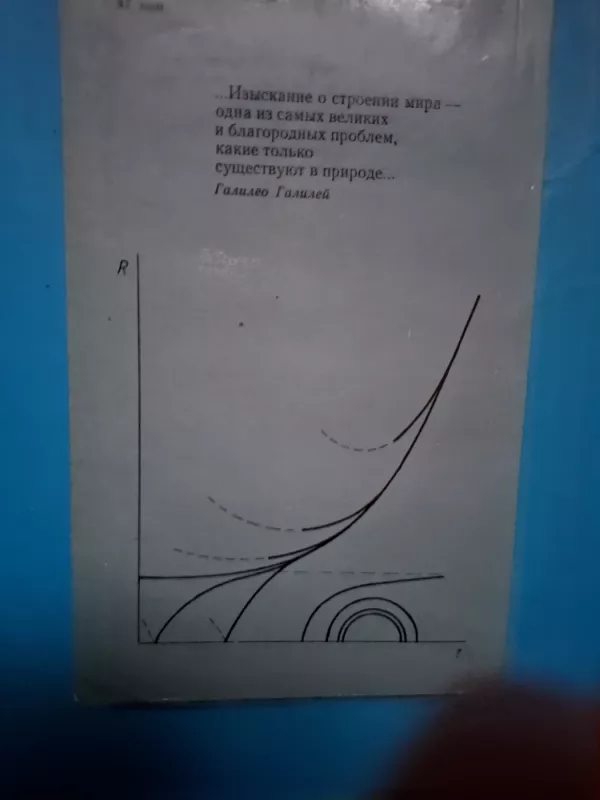 ...Изыскание о строении мира —
одна из самых великих
и благородных проблем,
какие только
существуют в природе...
Галилео Галилей
R
t